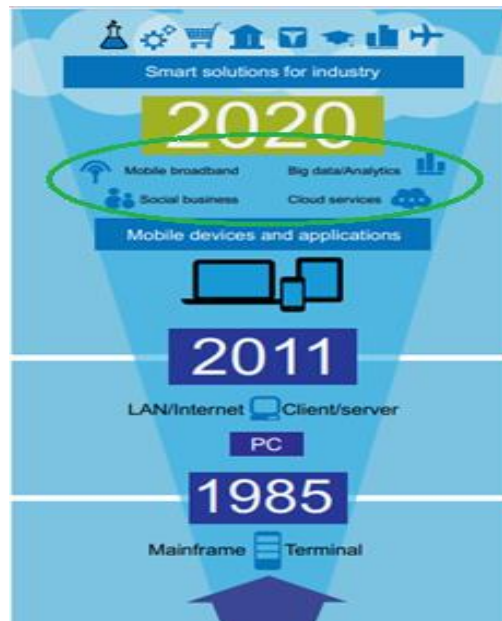 Smart solutions for industry
2020
Mobile broadband Big data/Analytics
Social business Cloud services
Mobile devices and applications
2011
LAN/Internet Client/server
PC
1985
Mainframe Terminal